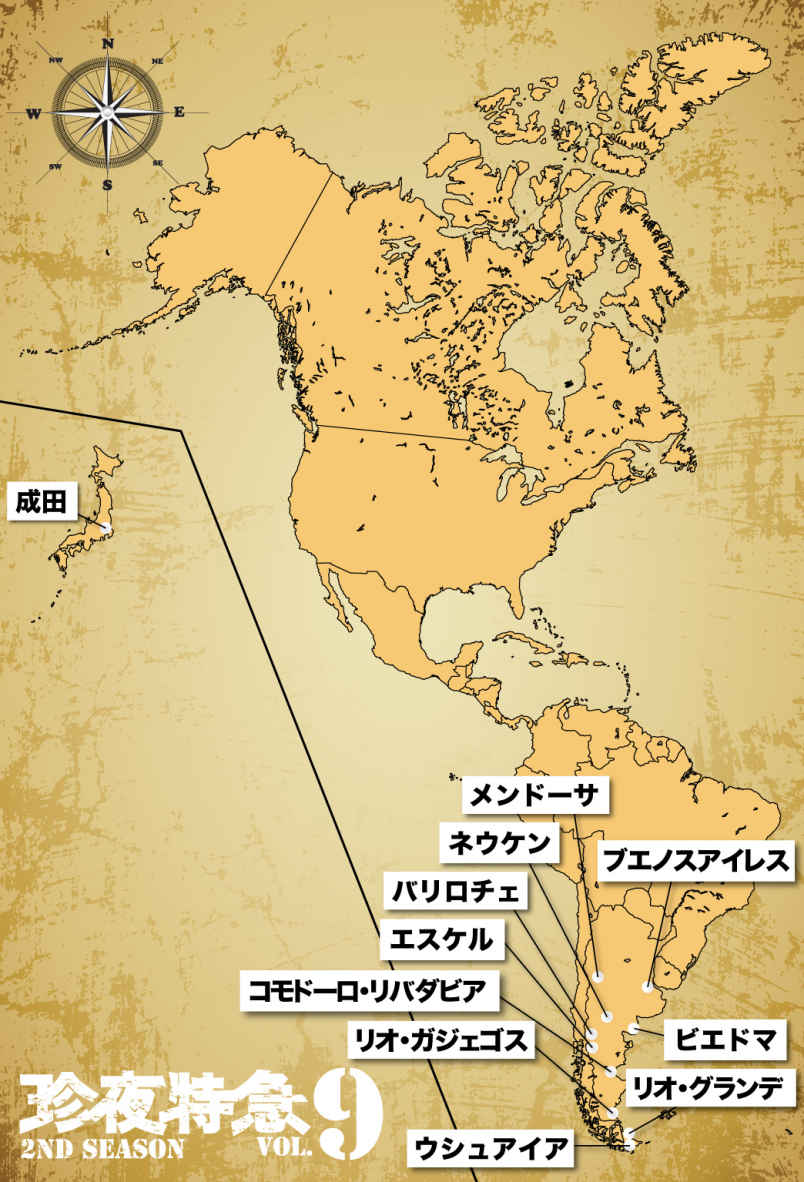 N
NW
NE
W
E
SW
SE
S
成田
メンドーサ
ネウケン
ブエノスアイレス
バリロチェ
エスケル
コモドーロ・リバダビア
リオ・ガジェゴス
ビエドマ
リオ・グランデ
ウシュアイア
珍夜特急
2ND SEASON VOL.9